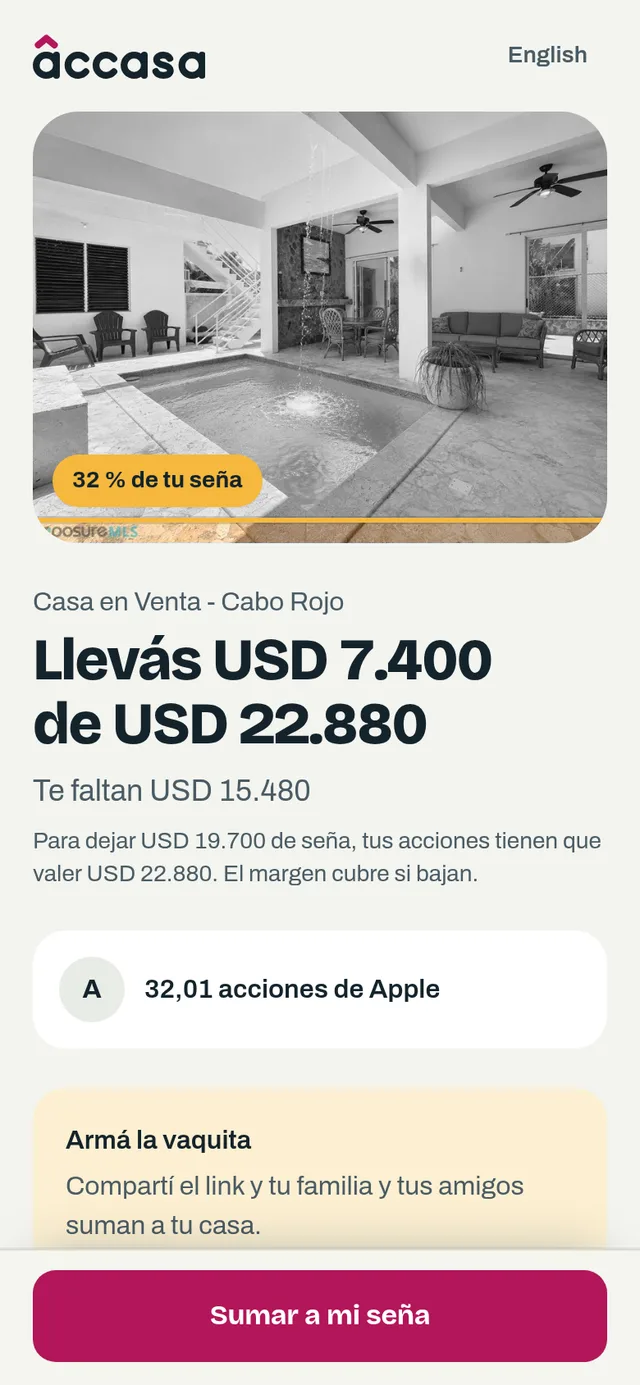 âccasa
English
32 % de tu seña
Casa en Venta - Cabo Rojo
Llevás USD 7.400
de USD 22.880
Te faltan USD 15.480
Para dejar USD 19.700 de seña, tus acciones tienen que
valer USD 22.880. El margen cubre si bajan.
A
32,01 acciones de Apple
Armá la vaquita
Compartí el link y tu familia y tus amigos
suman a tu casa.
Sumar a mi seña